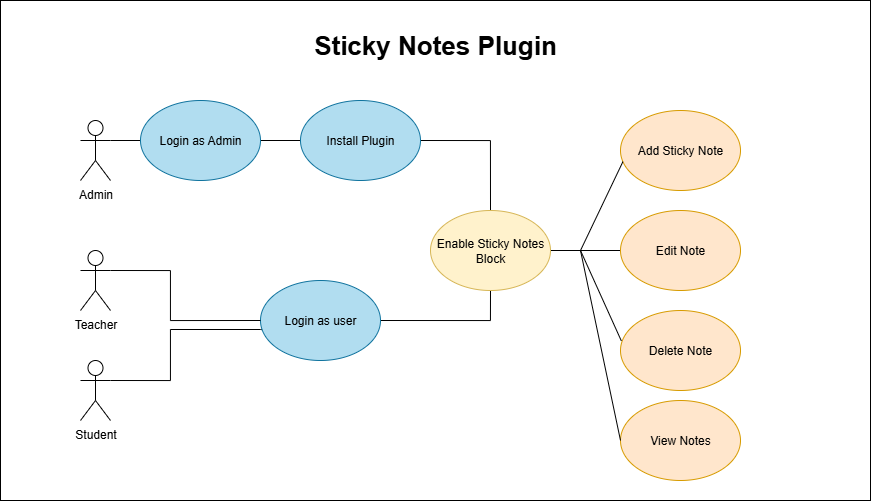 Sticky Notes Plugin
Login as Admin
Install Plugin
Admin
Add Sticky Note
Enable Sticky Notes
Block
Edit Note
Teacher
Login as user
Delete Note
Student
View Notes